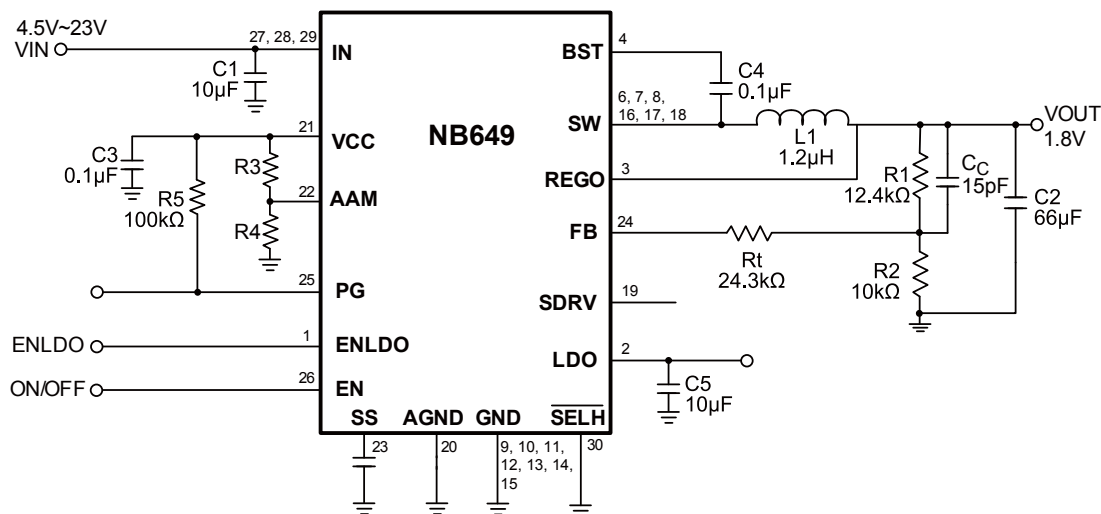 4.5V~23V
VIN
27, 28, 29
IN
C1
10µF
21
VCC
C3
0.1µF
R5
100kΩ
R3
22
AAM
R4
25
PG
ENLDO
1
ENLDO
ON/OFF
26
EN
NB649
BST
4
C4
0.1µF
SW
6, 7, 8,
16, 17, 18
L1
1.2µH
VOUT
1.8V
REGO
3
R1
12.4kΩ
CC
15pF
C2
66µF
FB
24
Rt
24.3kΩ
R2
10kΩ
SDRV
19
LDO
2
C5
10µF
SS
AGND
GND
SELH
23
20
9, 10, 11,
12, 13, 14,
15
30